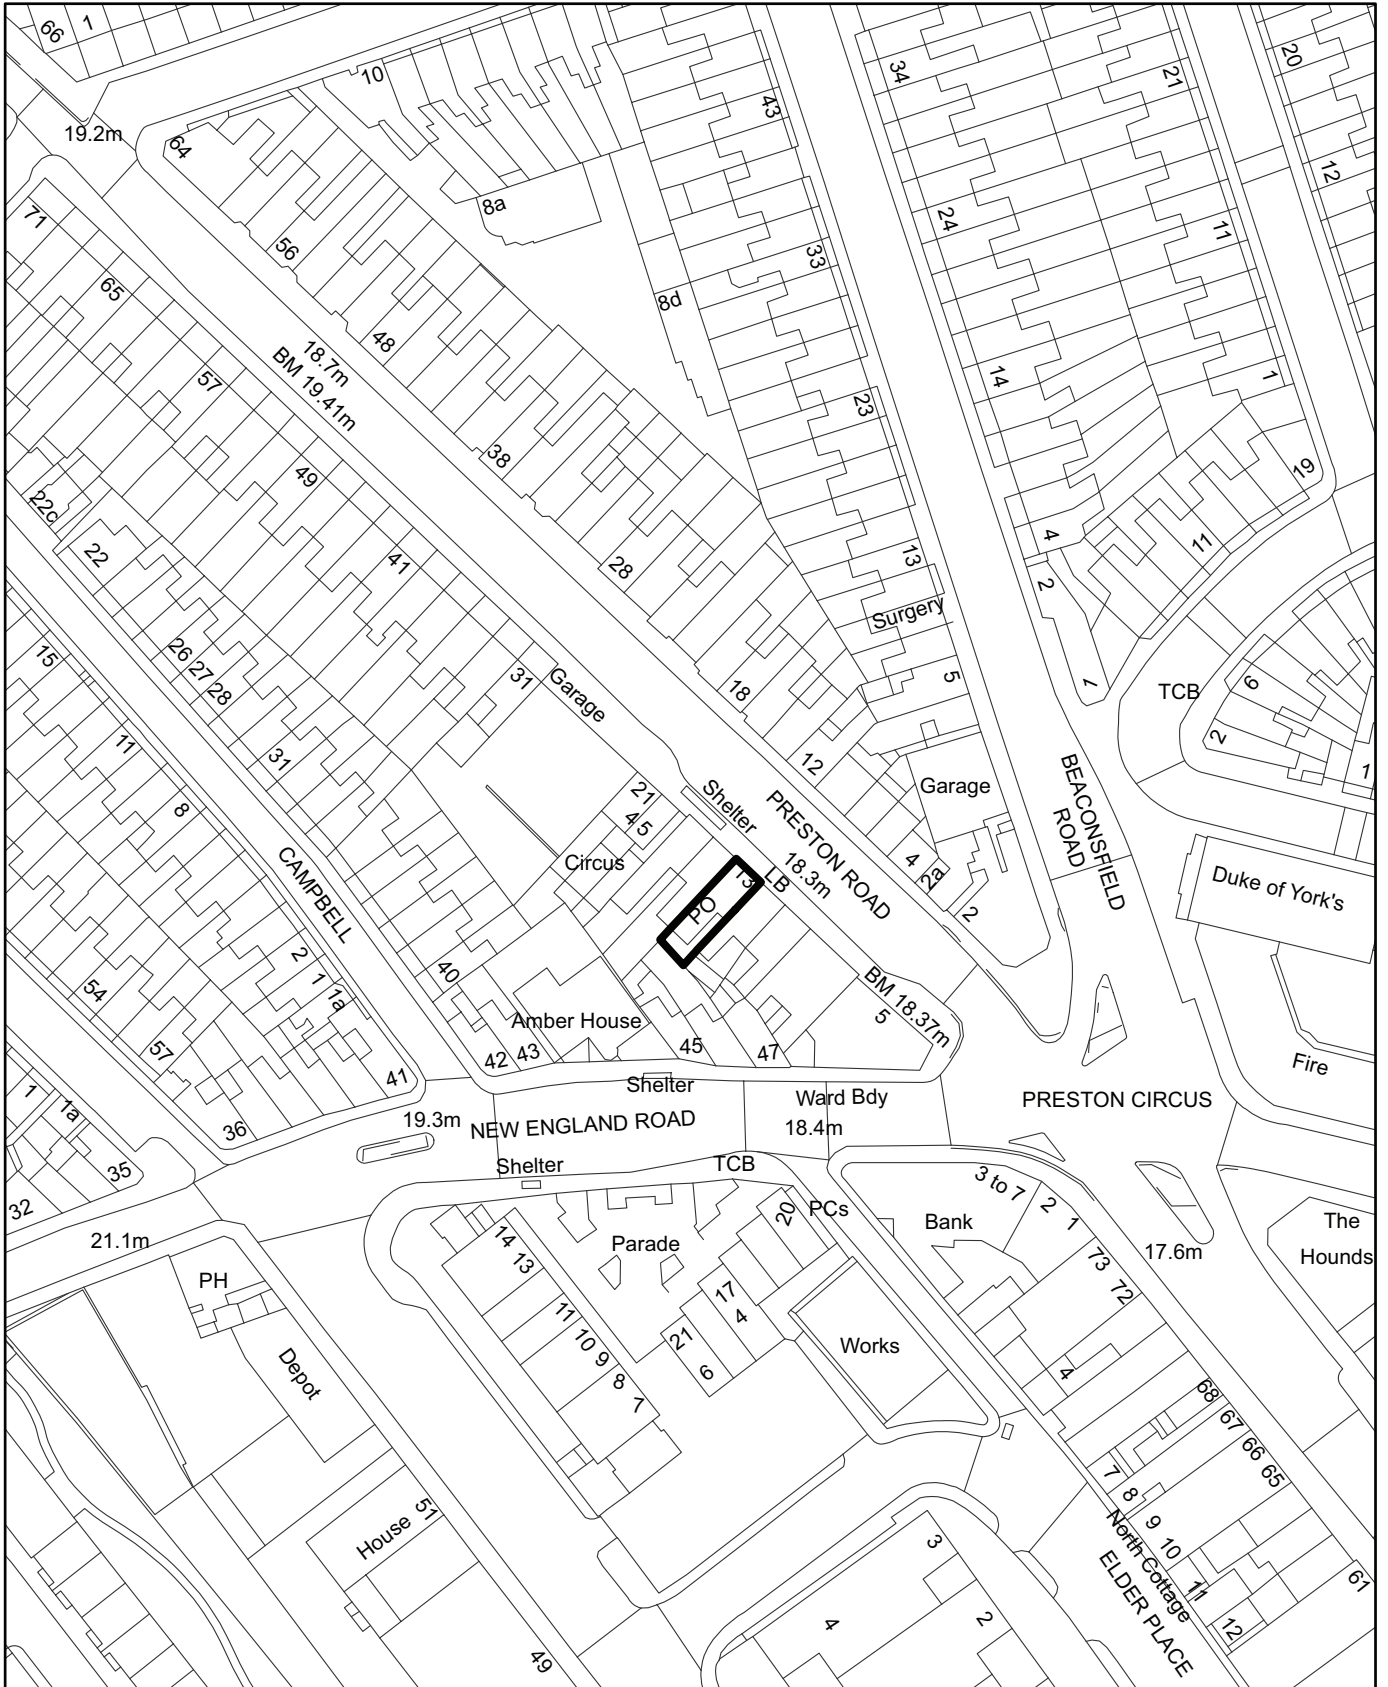 66
1
10
19.2m
64
8a
56
71
65
48
57
18.7m
BM 19.41m
38
49
28
41
22c
22
26
27
28
31
15
11
8
31
Garage
18
12
21
4
5
Circus
Shelter
PRESTON ROAD
18.3m
LB
13
PO
4
2a
2
43
33
8d
23
13
Surgery
5
Garage
34
24
14
4
2
1
21
11
1
19
11
20
12
TCB
6
2
1
BEACONSFIELD
ROAD
Duke of York's
Fire
CAMPBELL
40
42
43
Amber House
45
47
5
BM 18.37m
2
1
1a
54
57
41
36
1
1a
35
32
19.3m
NEW ENGLAND ROAD
Shelter
Ward Bdy
18.4m
PRESTON CIRCUS
Shelter
TCB
PCs
3 to 7
2
1
Bank
73
72
17.6m
The
Hounds
21.1m
PH
Depot
14
13
Parade
20
17
4
11
10
9
8
7
21
6
Works
4
68
67
66
65
61
7
8
9
10
11
12
North Cottage
ELDER PLACE
House
51
49
3
4
2